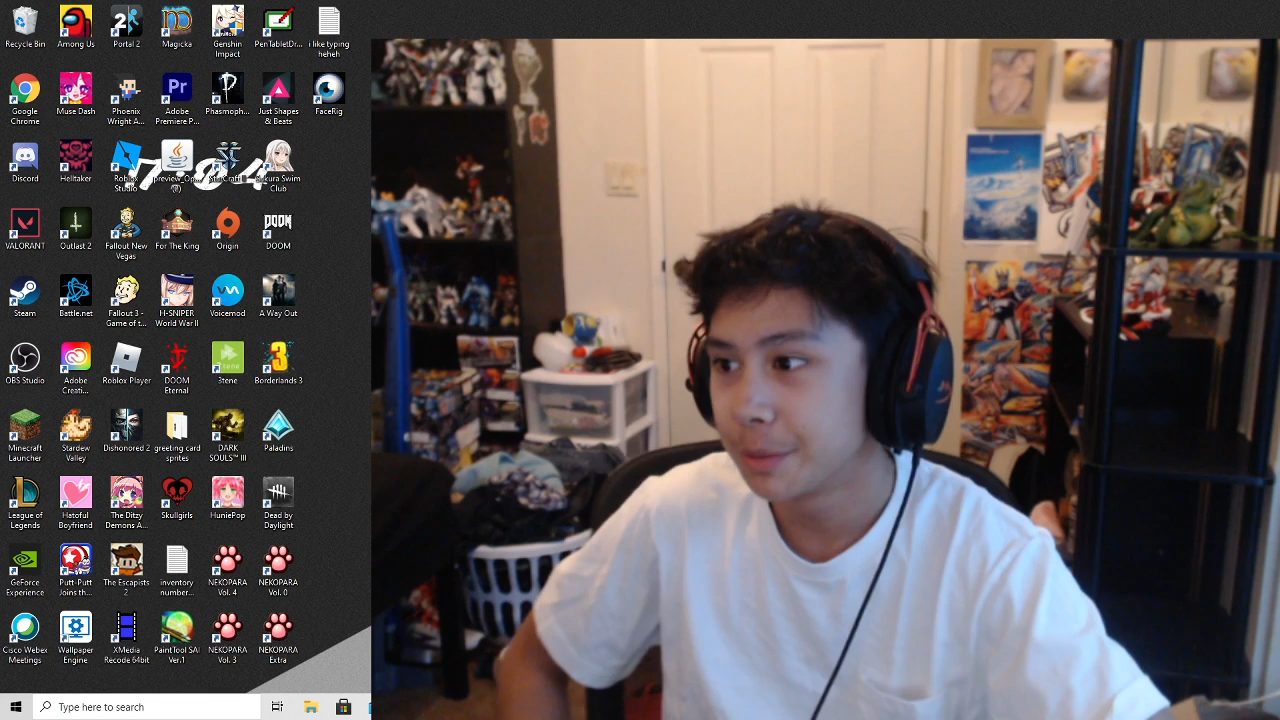 Recycle Bin
Among Us
Portal 2
Magicka
Genshin
Impact
PenTabletDr...
i like typing
heheh
Google
Chrome
Muse Dash
Phoenix
Wright A...
Adobe
Premiere P...
Phasmoph...
Just Shapes
& Beats
FaceRig
Discord
Helltaker
Roblox
Studio
Swim
Club
17:04
VALORANT
Outlast 2
Fallout New
Vegas
For The King
Origin
DOOM
Steam
Battle.net
Fallout 3 -
Game of t...
H-SNIPER
World War II
Voicemod
A Way Out
OBS Studio
Adobe
Creati...
Roblox Player
DOOM
Eternal
3tene
Borderlands 3
Minecraft
Launcher
Stardew
Valley
Dishonored 2
greeting card
sprites
DARK
SOULS™ III
Paladins
League of
Legends
Hatoful
Boyfriend
The Ditzy
Demons A...
Skullgirls
HuniePop
Dead by
Daylight
GeForce
Experience
Putt-Putt
Joins th...
The Escapists
2
inventory
number...
NEKOPARA
Vol. 4
NEKOPARA
Vol. 0
Cisco Webex
Meetings
Wallpaper
Engine
XMedia
Recode 64bit
PaintTool SAI
Ver.1
NEKOPARA
Vol. 3
NEKOPARA
Extra
Type here to search